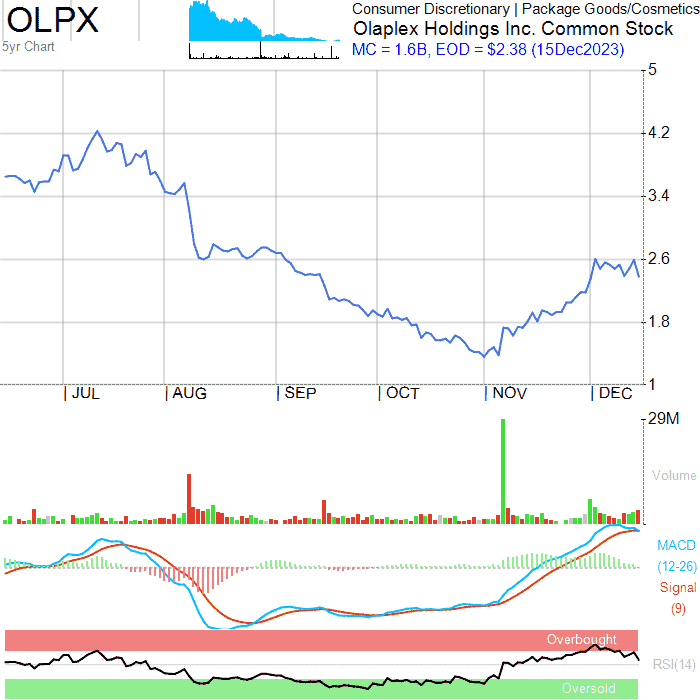 OLPX
5yr Chart
Consumer Discretionary | Package Goods/Cosmetics
Olaplex Holdings Inc. Common Stock
MC = 1.6B, EOD = $2.38 (15Dec2023)
5
4.2
3.4
2.6
1.8
1
| JUL | AUG | SEP | OCT | NOV | DEC
29M
Volume
MACD
(12-26)
Signal
(9)
Overbought
RSI(14)
Oversold